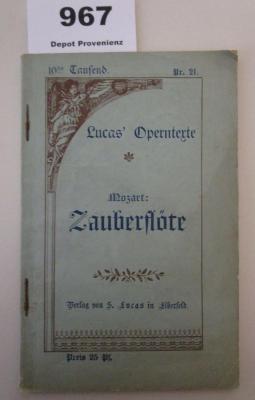 967
Depot Provenienz
10tes Tausend. Nr. 21.
Lucas' Operntexte
Mozart:
Zauberflöte
Verlag von S. Lucas in Elberfeld.
Preis 25 Pf.